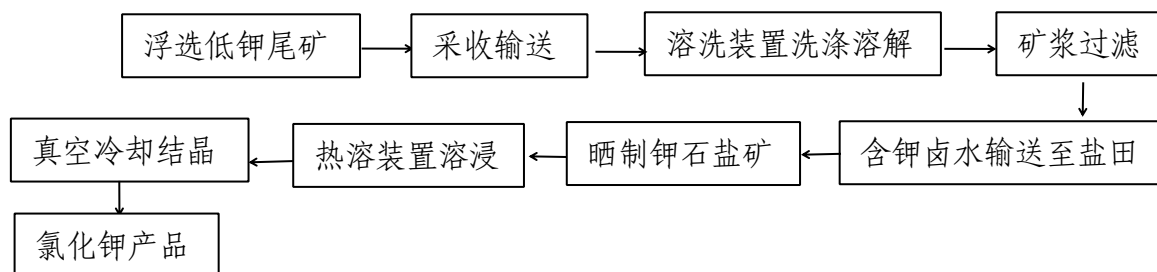 浮选低钾尾矿
采收输送
溶洗装置洗涤溶解
矿浆过滤
含钾卤水输送至盐田
晒制钾石盐矿
热溶装置溶浸
真空冷却结晶
氯化钾产品